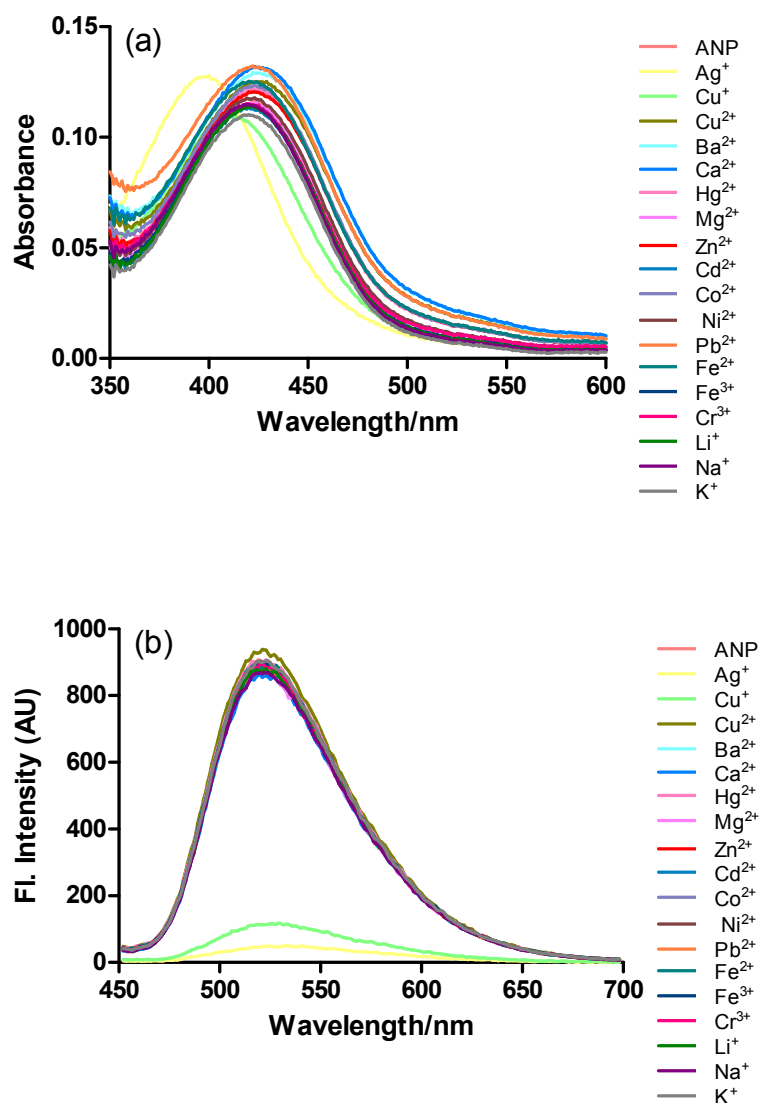 (a)
0.15
0.10
0.05
0.00
Absorbance
350 400 450 500 550 600
Wavelength/nm
ANP
Ag⁺
Cu⁺
Cu²⁺
Ba²⁺
Ca²⁺
Hg²⁺
Mg²⁺
Zn²⁺
Cd²⁺
Co²⁺
Ni²⁺
Pb²⁺
Fe²⁺
Fe³⁺
Cr³⁺
Li⁺
Na⁺
K⁺
(b)
1000
800
600
400
200
0
Fl. Intensity (AU)
450 500 550 600 650 700
Wavelength/nm
ANP
Ag⁺
Cu⁺
Cu²⁺
Ba²⁺
Ca²⁺
Hg²⁺
Mg²⁺
Zn²⁺
Cd²⁺
Co²⁺
Ni²⁺
Pb²⁺
Fe²⁺
Fe³⁺
Cr³⁺
Li⁺
Na⁺
K⁺